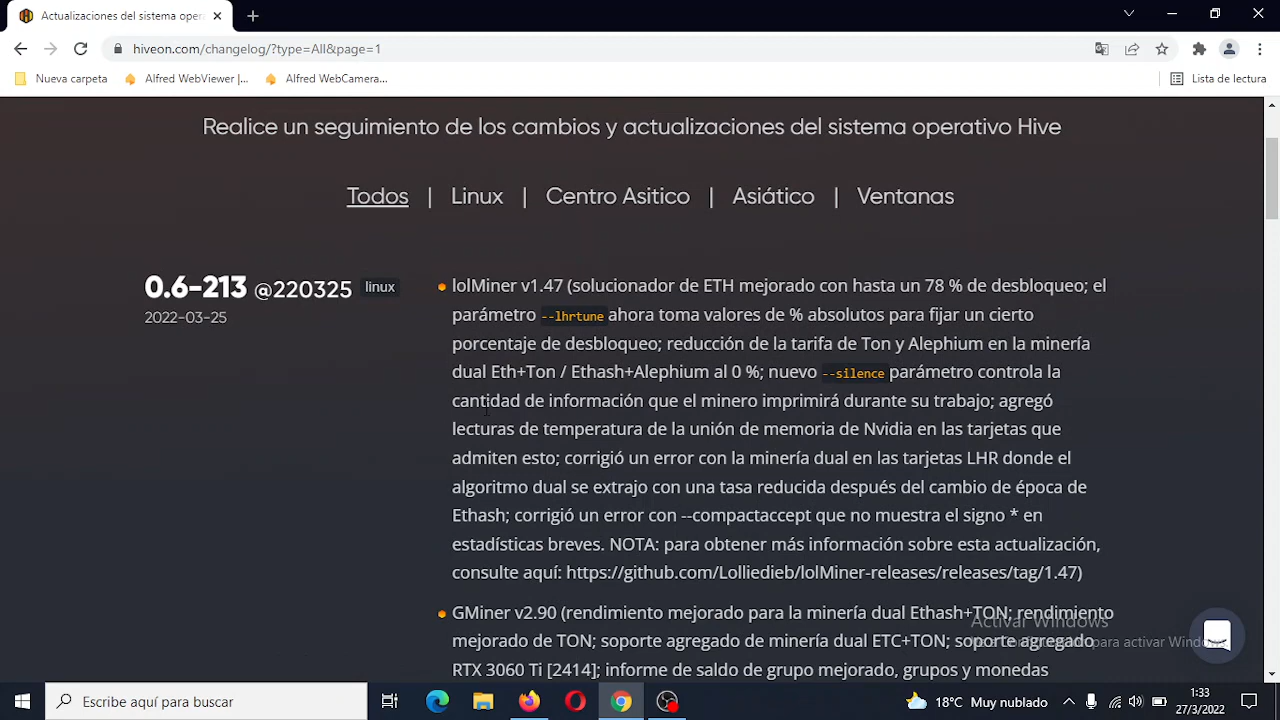 Actualizaciones del sistema oper
hiveon.com/changelog/?type=All&page=1
Nueva carpeta
Alfred WebViewer |...
Alfred WebCamera...
Lista de lectura
Realice un seguimiento de los cambios y actualizaciones del sistema operativo Hive
Todos | Linux | Centro Asitico | Asiático | Ventanas
0.6-213 @220325 linux
2022-03-25
lolMiner v1.47 (solucionador de ETH mejorado con hasta un 78 % de desbloqueo; el
parámetro --lhrtune ahora toma valores de % absolutos para fijar un cierto
porcentaje de desbloqueo; reducción de la tarifa de Ton y Alephium en la minería
dual Eth+Ton / Ethash+Alephium al 0 %; nuevo --silence parámetro controla la
cantidad de información que el minero imprimirá durante su trabajo; agregó
lecturas de temperatura de la unión de memoria de Nvidia en las tarjetas que
admiten esto; corrigió un error con la minería dual en las tarjetas LHR donde el
algoritmo dual se extrajo con una tasa reducida después del cambio de época de
Ethash; corrigió un error con --compactaccept que no muestra el signo * en
estadísticas breves. NOTA: para obtener más información sobre esta actualización,
consulte aquí: https://github.com/Lolliedieb/lolMiner-releases/releases/tag/1.47)
GMiner v2.90 (rendimiento mejorado para la minería dual Ethash+TON; rendimiento
mejorado de TON; soporte agregado de minería dual ETC+TON; soporte agregado
RTX 3060 Ti [2414]; informe de saldo de grupo mejorado, grupos y monedas
Activar Windows
para activar Windows
Escribe aquí para buscar
18°C Muy nublado
1:33
27/3/2022